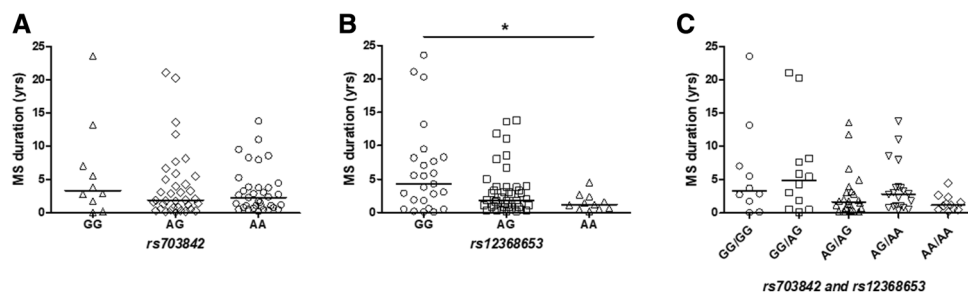 A
MS duration (yrs)
25
20
15
10
5
0
GG
AG
AA
rs703842
B
*
MS duration (yrs)
25
20
15
10
5
0
GG
AG
AA
rs12368653
C
MS duration (yrs)
25
20
15
10
5
0
GG/GG
GG/AG
AG/AG
AG/AA
AA/AA
rs703842 and rs12368653